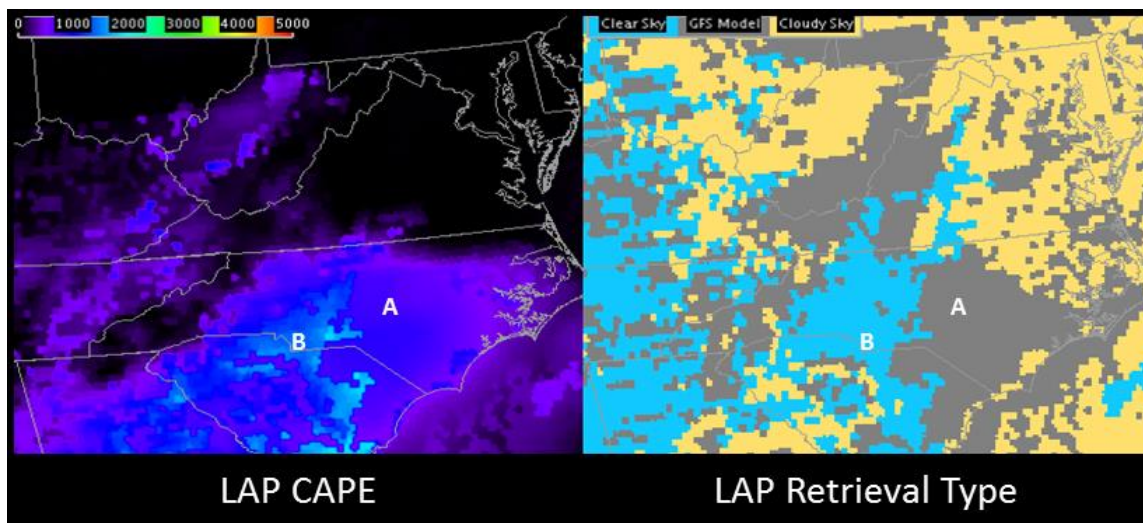 0 1000 2000 3000 4000 5000
Clear Sky GFS Model Cloudy Sky
A
B
A
B
LAP CAPE
LAP Retrieval Type